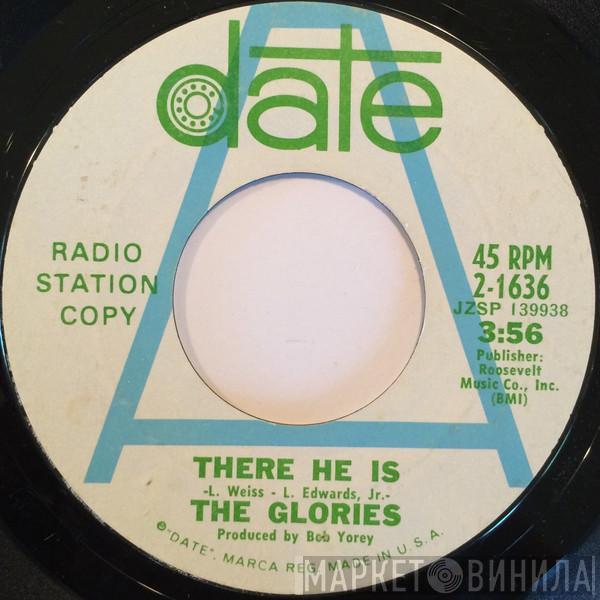 date
RADIO
STATION
COPY
45 RPM
2-1636
JZSP 139938
3:56
Publisher:
Roosevelt
Music Co., Inc.
(BMI)
THERE HE IS
-L. Weiss - L. Edwards, Jr.-
THE GLORIES
Produced by Bob Yorey
℗"DATE". MARCA REG. MADE IN U.S.A.
МАРКЕТ ВИНИЛА